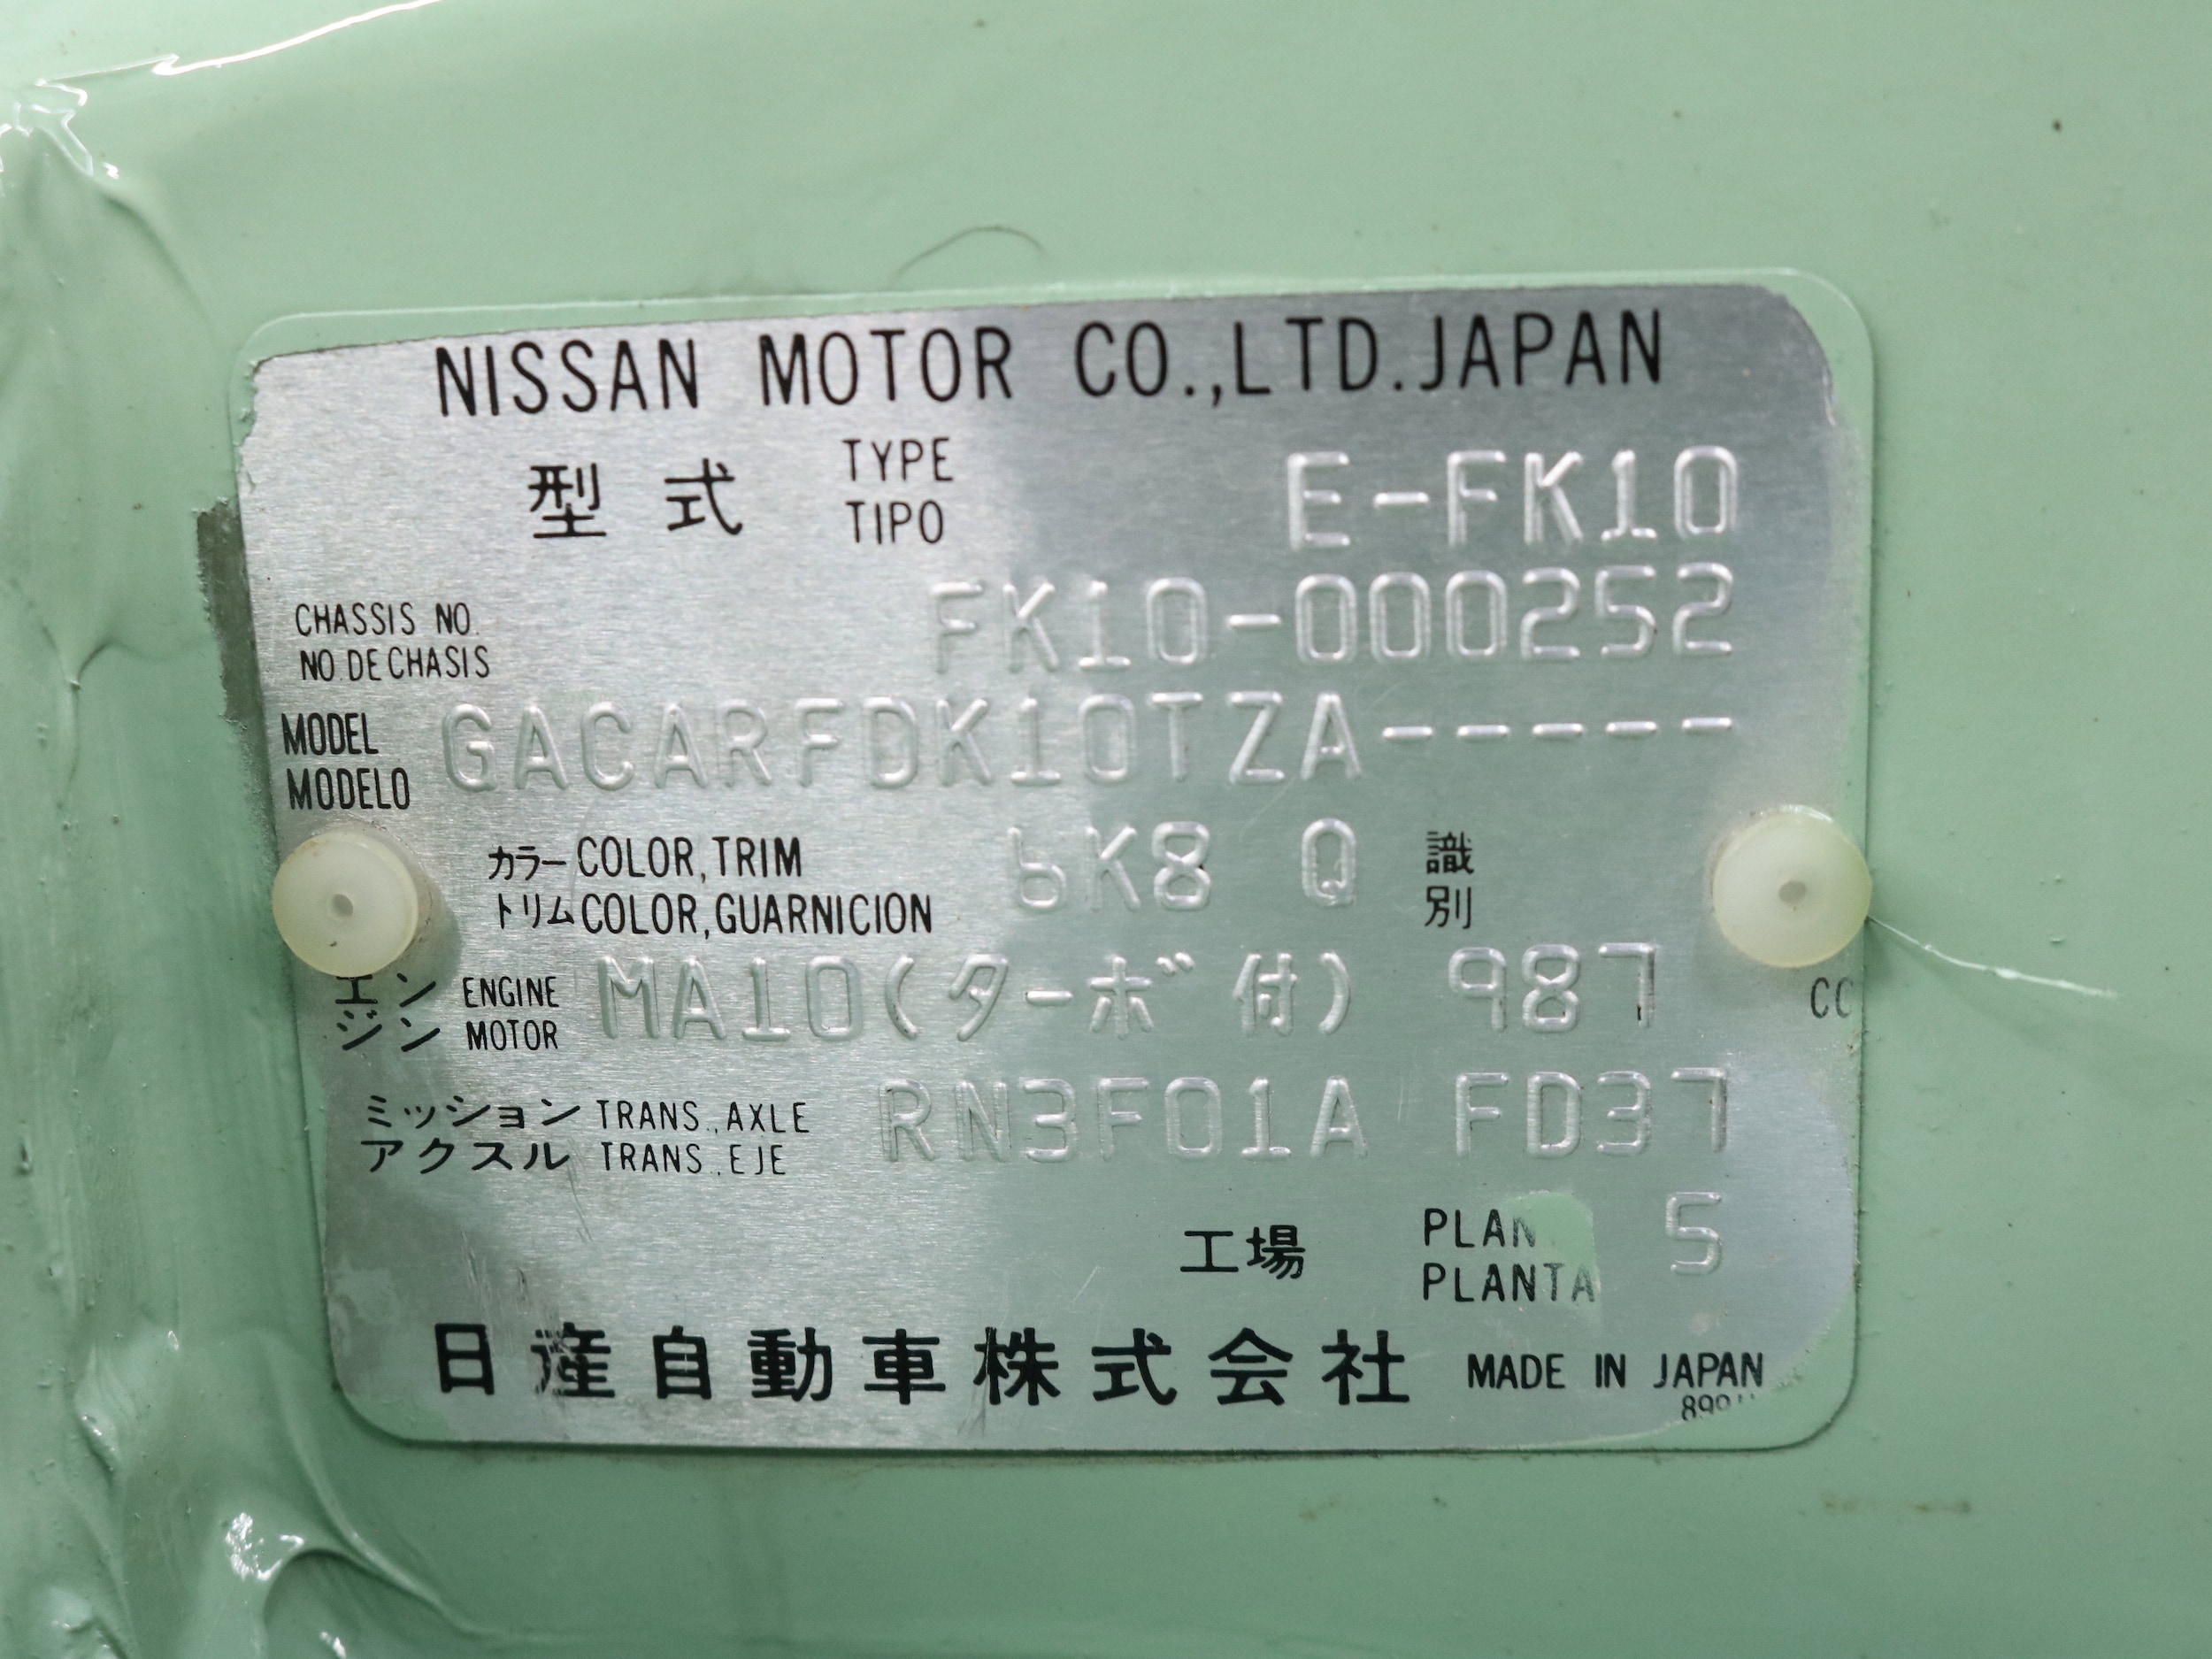 NISSAN MOTOR CO.,LTD.JAPAN
型式 TYPE E-FK10
TIPO
CHASSIS NO. FK10-000252
NO DE CHASIS
MODEL GACARFDK10TZA-----
MODELO
カラー COLOR,TRIM 6K8 Q 識別
トリム COLOR,GUARNICION
エン ENGINE MA10(ターボ付) 987 CC
ジン MOTOR
ミッション TRANS.,AXLE RN3F01A FD37
アクスル TRANS.,EJE
工場 PLAN 5
PLANTA
日産自動車株式会社 MADE IN JAPAN